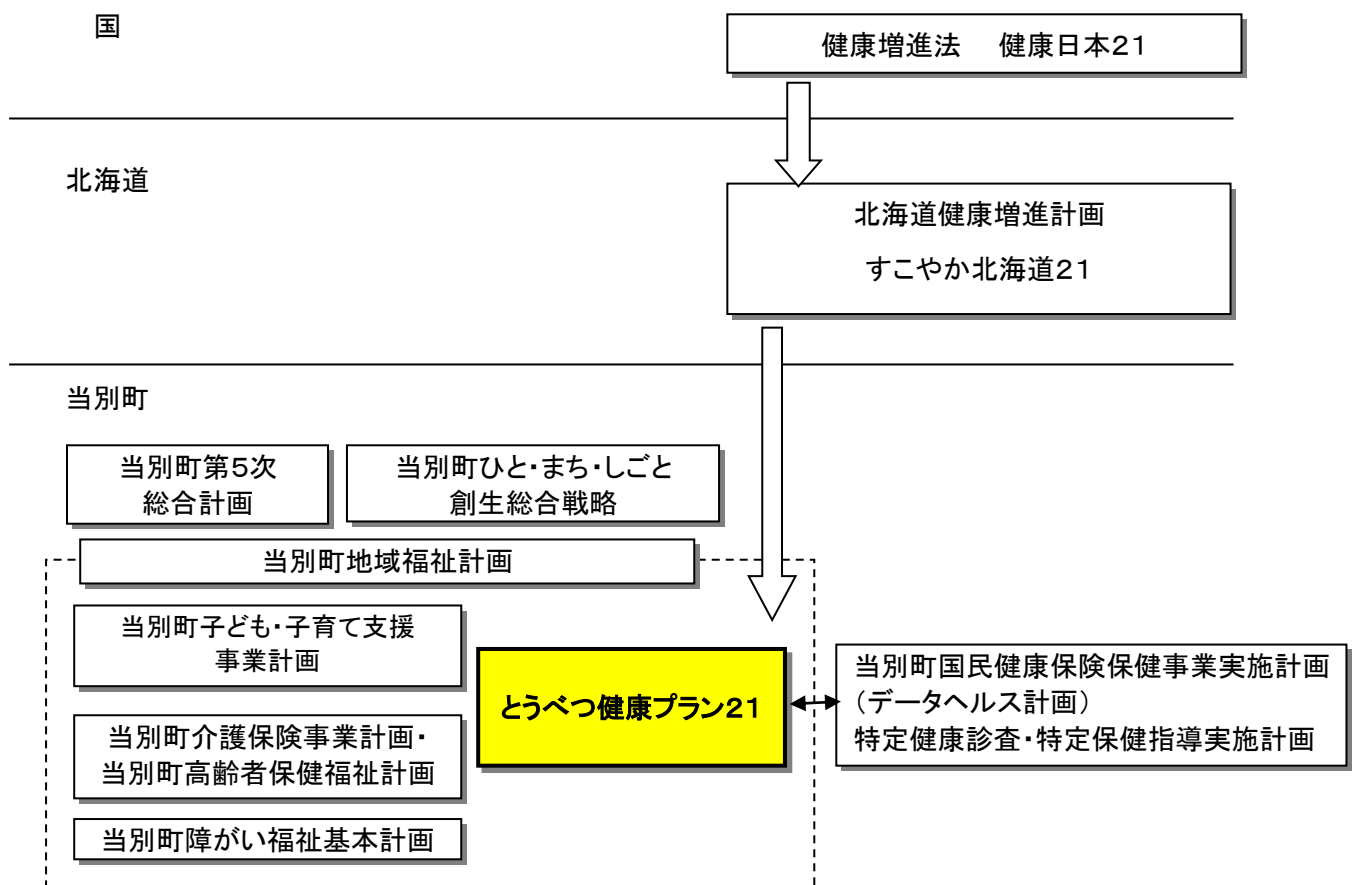 国
健康増進法　健康日本21
北海道
北海道健康増進計画
すこやか北海道21
当別町
当別町第5次
総合計画
当別町ひと・まち・しごと
創生総合戦略
当別町地域福祉計画
当別町子ども・子育て支援
事業計画
とうべつ健康プラン21
当別町国民健康保険保健事業実施計画
（データヘルス計画）
特定健康診査・特定保健指導実施計画
当別町介護保険事業計画・
当別町高齢者保健福祉計画
当別町障がい福祉基本計画